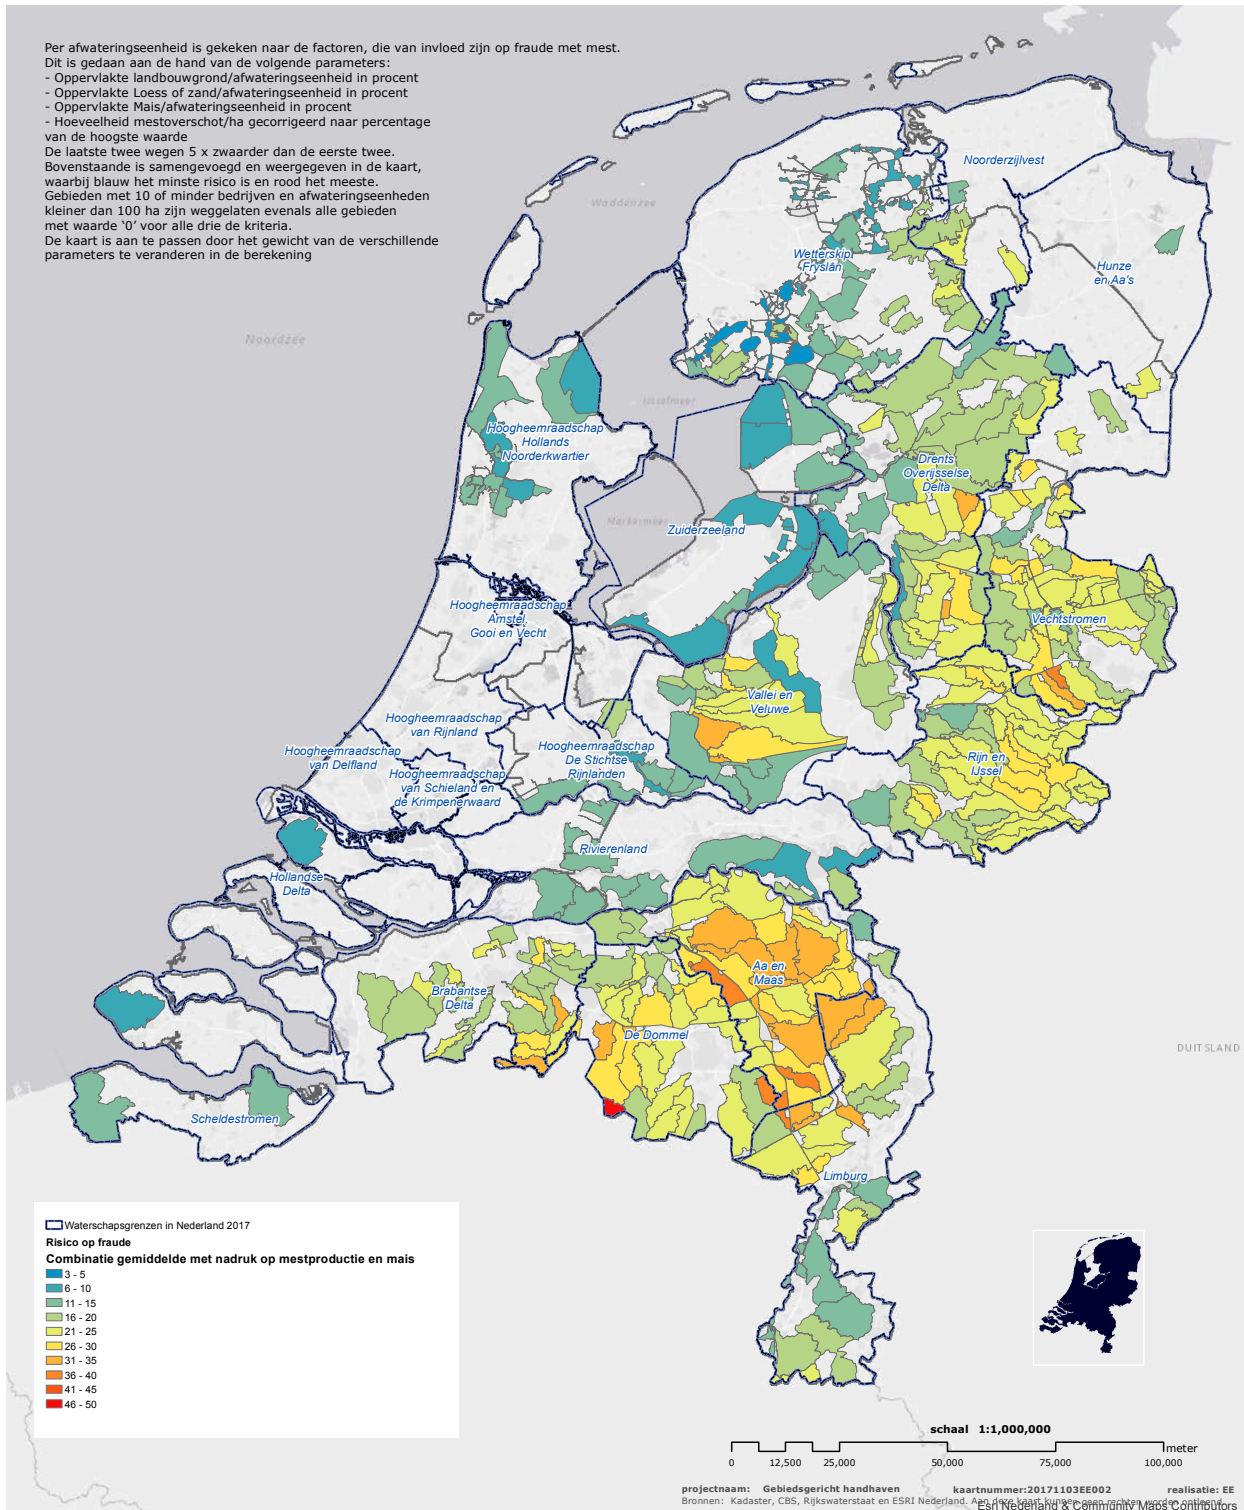 Per afwateringseenheid is gekeken naar de factoren, die van invloed zijn op fraude met mest.
Dit is gedaan aan de hand van de volgende parameters:
- Oppervlakte landbouwgrond/afwateringseenheid in procent
- Oppervlakte Loess of zand/afwateringseenheid in procent
- Oppervlakte Mais/afwateringseenheid in procent
- Hoeveelheid mestoverschot/ha gecorrigeerd naar percentage
van de hoogste waarde
De laatste twee wegen 5 x zwaarder dan de eerste twee.
Bovenstaande is samengevoegd en weergegeven in de kaart,
waarbij blauw het minste risico is en rood het meeste.
Gebieden met 10 of minder bedrijven en afwateringseenheden
kleiner dan 100 ha zijn weggelaten evenals alle gebieden
met waarde ‘0’ voor alle drie de kriteria.
De kaart is aan te passen door het gewicht van de verschillende
parameters te veranderen in de berekening
Noorderzijlvest
Waddenzee
Wetterskip
Fryslân
Hunze
en Aa's
Noordzee
IJsselmeer
Hoogheemraadschap
Hollands
Noorderkwartier
Drents
Overijsselse
Delta
Markermeer
Zuiderzeeland
Hoogheemraadschap
Amstel,
Gooi en Vecht
Vechtstromen
Vallei en
Veluwe
Hoogheemraadschap
van Rijnland
Hoogheemraadschap
van Delfland
Hoogheemraadschap
De Stichtse
Rijnlanden
Hoogheemraadschap
van Schieland en
de Krimpenerwaard
Rijn en
IJssel
Rivierenland
Hollandse
Delta
Aa en
Maas
Brabantse
Delta
De Dommel
DUITSLAND
Scheldestromen
Limburg
Waterschapsgrenzen in Nederland 2017
Risico op fraude
Combinatie gemiddelde met nadruk op mestproductie en mais
3 - 5
6 - 10
11 - 15
16 - 20
21 - 25
26 - 30
31 - 35
36 - 40
41 - 45
46 - 50
schaal 1:1,000,000
meter
0 12,500 25,000 50,000 75,000 100,000
projectnaam: Gebiedsgericht handhaven kaartnummer:20171103EE002 realisatie: EE
Bronnen: Kadaster, CBS, Rijkswaterstaat en ESRI Nederland. Aan deze kaart kunnen geen rechten worden ontleend.
Esri Nederland & Community Maps Contributors